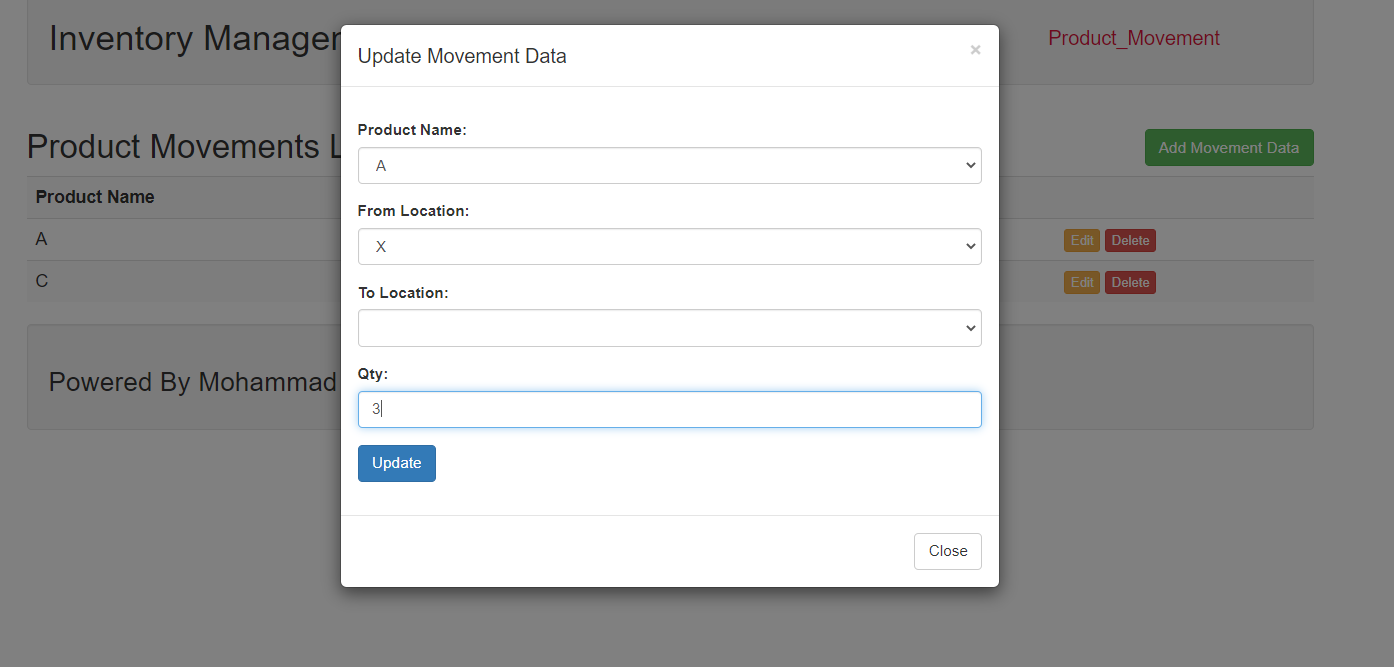 Inventory Manager
Product_Movement
Update Movement Data
×
Product Movements L
Add Movement Data
Product Name
A
Edit Delete
C
Edit Delete
Powered By Mohammad
Product Name:
A
From Location:
X
To Location:
Qty:
3
Update
Close